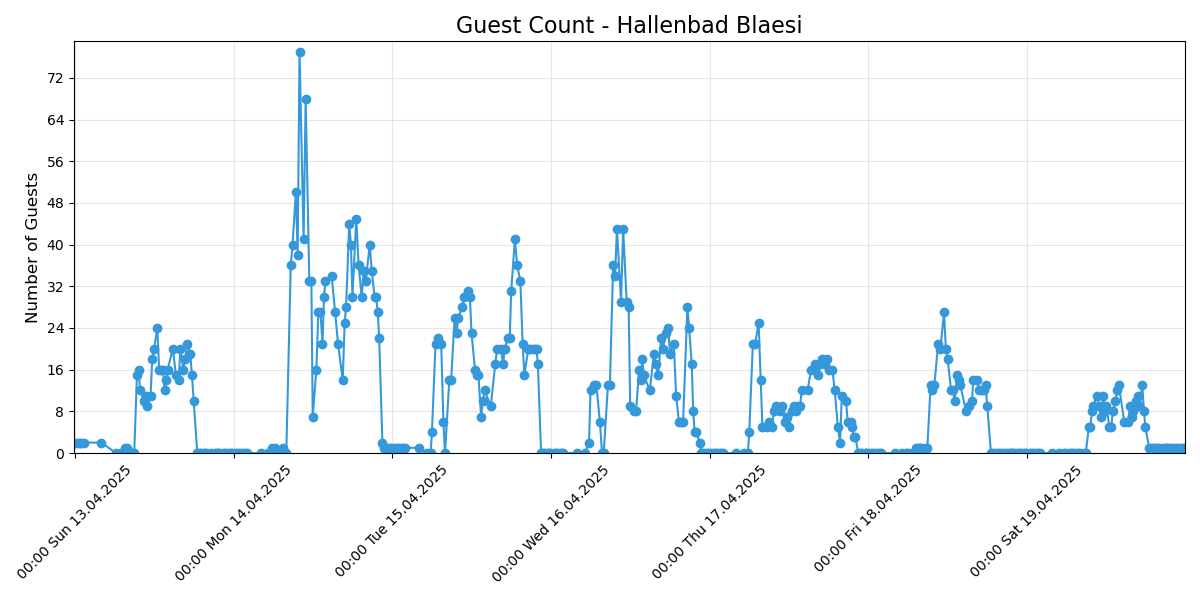 Guest Count - Hallenbad Blaesi
Number of Guests
72
64
56
48
40
32
24
16
8
0
00:00 Sun 13.04.2025
00:00 Mon 14.04.2025
00:00 Tue 15.04.2025
00:00 Wed 16.04.2025
00:00 Thu 17.04.2025
00:00 Fri 18.04.2025
00:00 Sat 19.04.2025